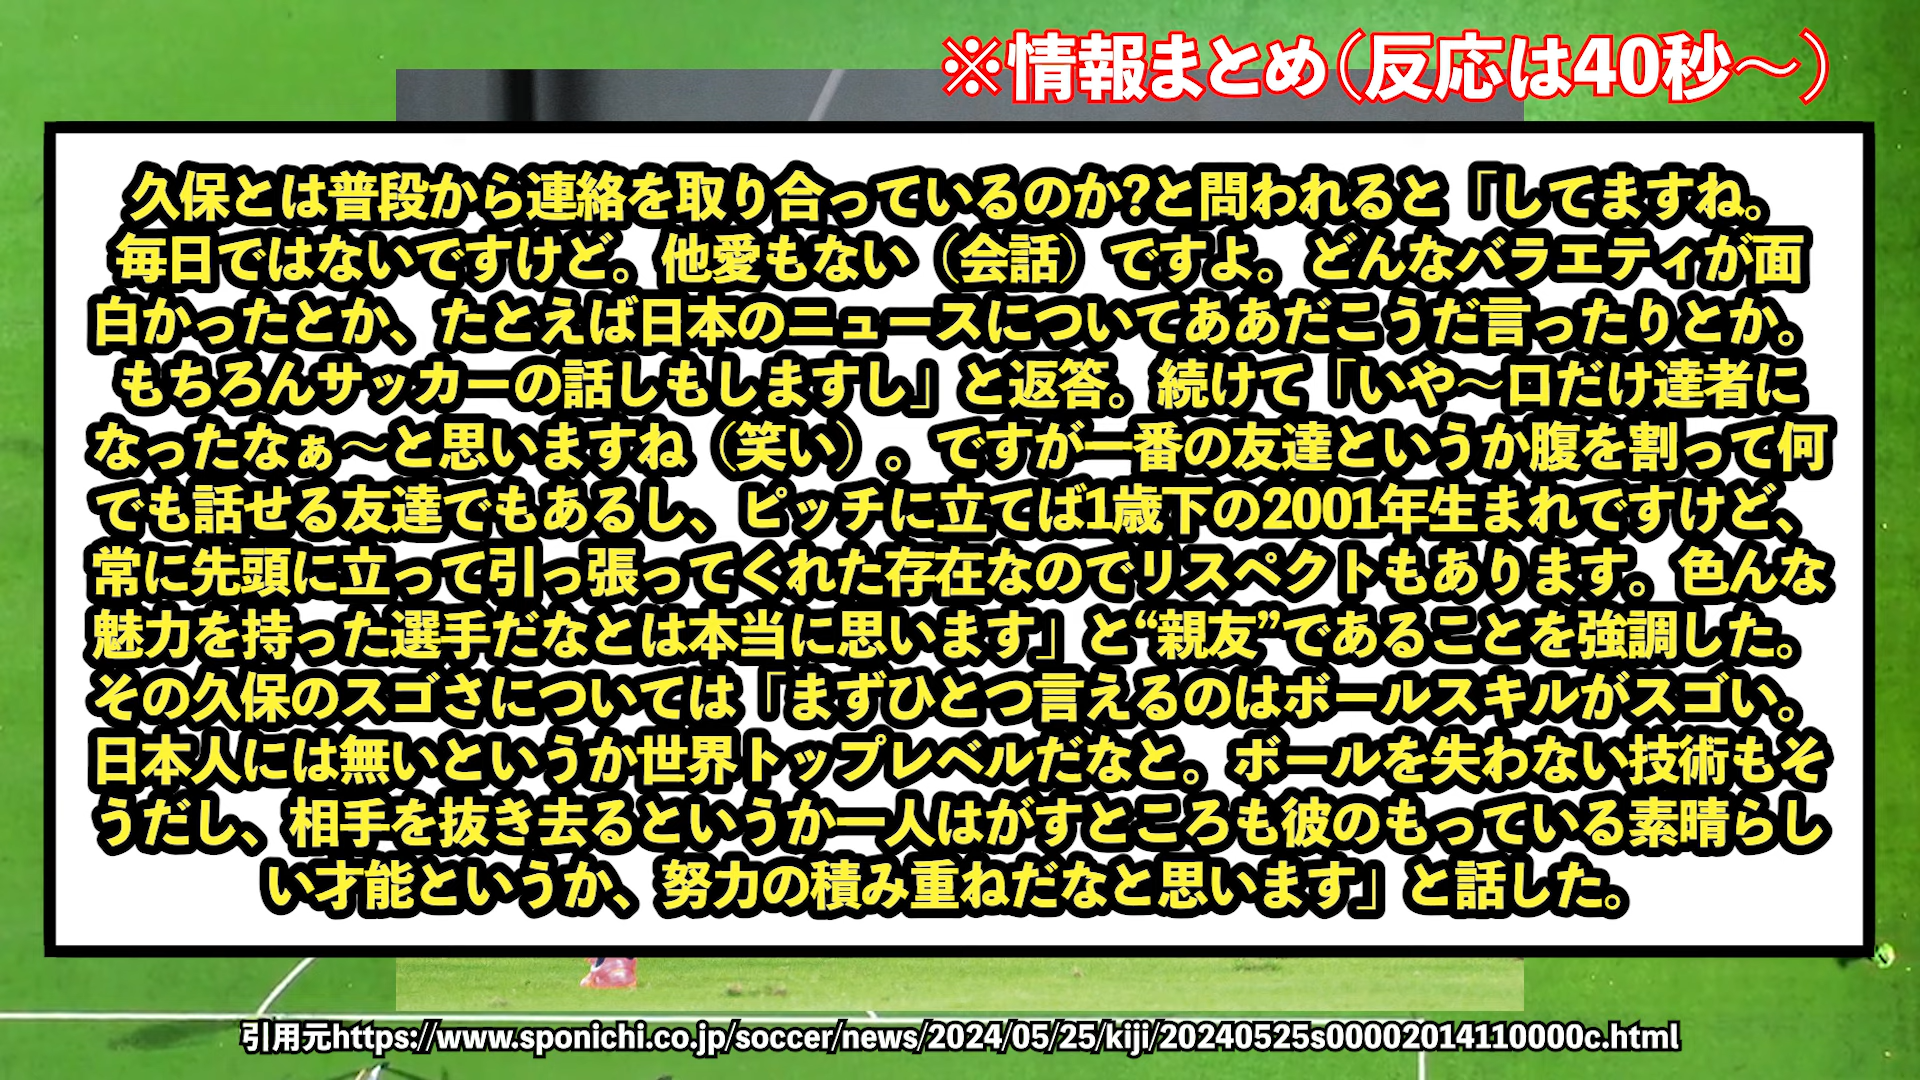 ※情報まとめ（反応は40秒～）
久保とは普段から連絡を取り合っているのか?と問われると「してますね。
毎日ではないですけど。他愛もない（会話）ですよ。どんなバラエティが面
白かったとか、たとえば日本のニュースについてああだこうだ言ったりとか。
もちろんサッカーの話しもしますし」と返答。続けて「いや～口だけ達者に
なったなぁ～と思いますね（笑い）。ですが一番の友達というか腹を割って何
でも話せる友達でもあるし、ピッチに立てば1歳下の2001年生まれですけど、
常に先頭に立って引っ張ってくれた存在なのでリスペクトもあります。色んな
魅力を持った選手だなとは本当に思います」と“親友”であることを強調した。
その久保のスゴさについては「まずひとつ言えるのはボールスキルがスゴい。
日本人には無いというか世界トップレベルだなと。ボールを失わない技術もそ
うだし、相手を抜き去るというか一人はがすところも彼のもっている素晴らし
い才能というか、努力の積み重ねだなと思います」と話した。
引用元https://www.sponichi.co.jp/soccer/news/2024/05/25/kiji/20240525s00002014110000c.html